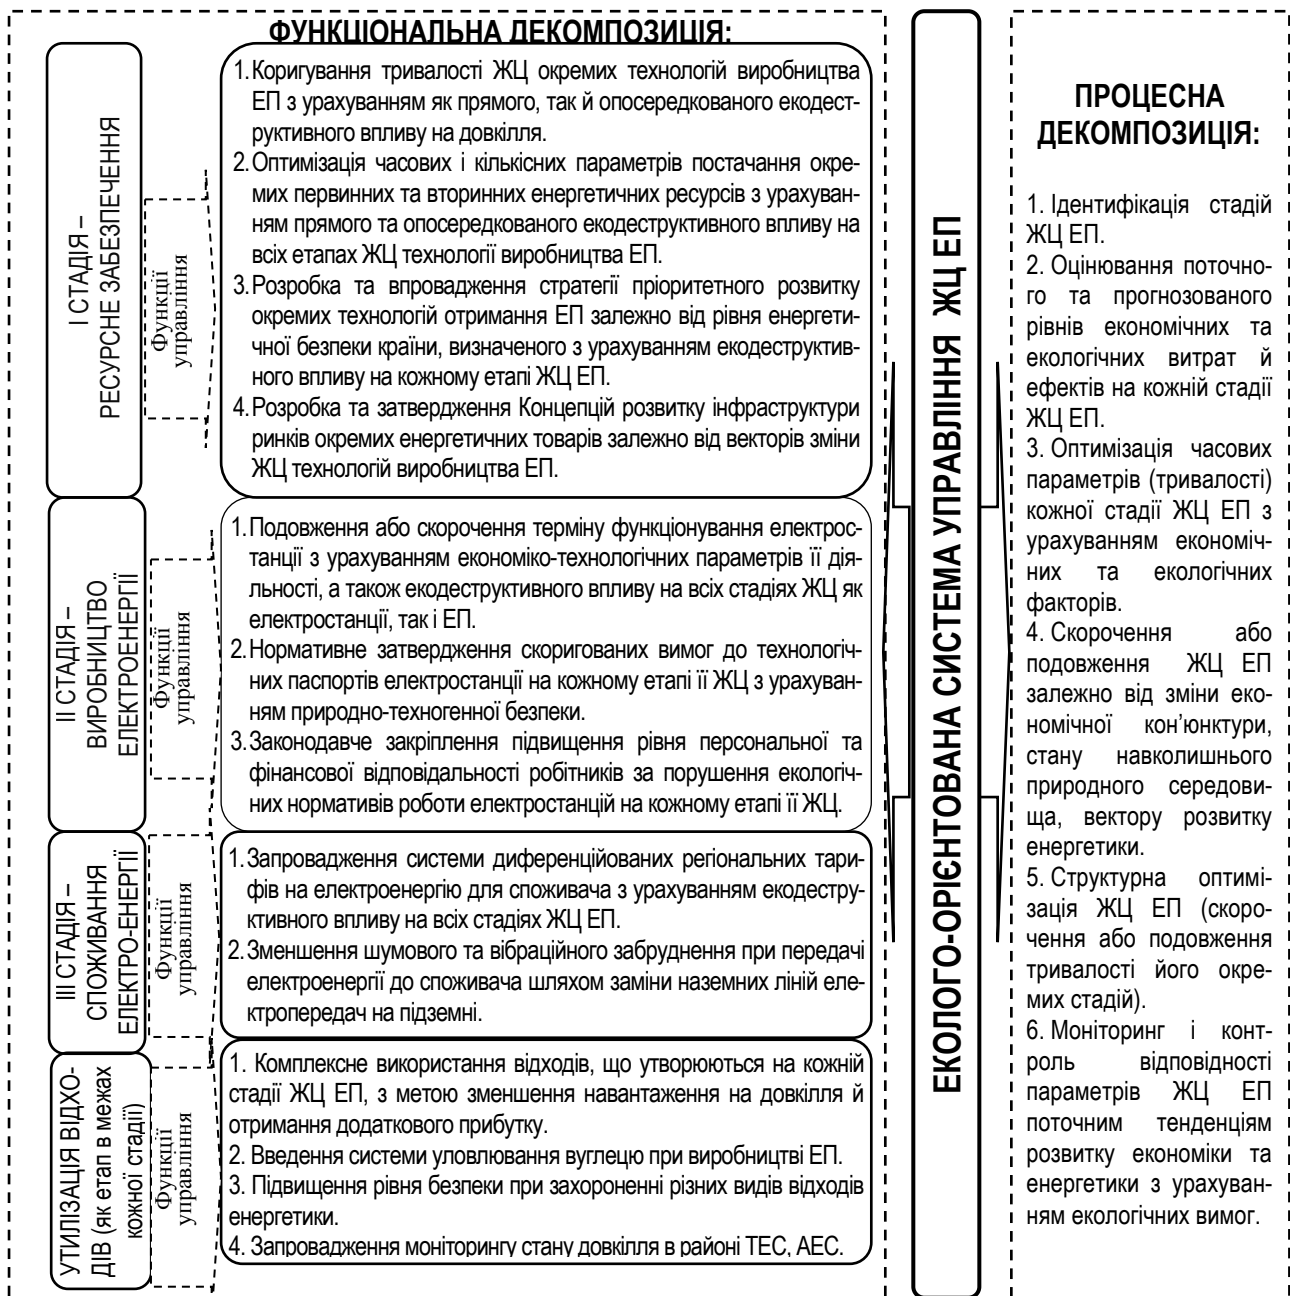 ФУНКЦІОНАЛЬНА ДЕКОМПОЗИЦІЯ:
І СТАДІЯ –
РЕСУРСНЕ ЗАБЕЗПЕЧЕННЯ
Функції
управління
1. Коригування тривалості ЖЦ окремих технологій виробництва
ЕП з урахуванням як прямого, так й опосередкованого екодест-
руктивного впливу на довкілля.
2. Оптимізація часових і кількісних параметрів постачання окре-
мих первинних та вторинних енергетичних ресурсів з урахуван-
ням прямого та опосередкованого екодеструктивного впливу на
всіх етапах ЖЦ технології виробництва ЕП.
3. Розробка та впровадження стратегії пріоритетного розвитку
окремих технологій отримання ЕП залежно від рівня енергети-
чної безпеки країни, визначеного з урахуванням екодеструктив-
ного впливу на кожному етапі ЖЦ ЕП.
4. Розробка та затвердження Концепцій розвитку інфраструктури
ринків окремих енергетичних товарів залежно від векторів зміни
ЖЦ технологій виробництва ЕП.
ІІ СТАДІЯ –
ВИРОБНИЦТВО
ЕЛЕКТРОЕНЕРГІЇ
Функції
управління
1. Подовження або скорочення терміну функціонування електрос-
танції з урахуванням економіко-технологічних параметрів її дія-
льності, а також екодеструктивного впливу на всіх стадіях ЖЦ як
електростанції, так і ЕП.
2. Нормативне затвердження скоригованих вимог до технологіч-
них паспортів електростанції на кожному етапі її ЖЦ з урахуван-
ням природно-техногенної безпеки.
3. Законодавче закріплення підвищення рівня персональної та
фінансової відповідальності робітників за порушення екологіч-
них нормативів роботи електростанцій на кожному етапі її ЖЦ.
ІІІ СТАДІЯ –
СПОЖИВАННЯ
ЕЛЕКТРО-ЕНЕРГІЇ
Функції
управління
1. Запровадження системи диференційованих регіональних тари-
фів на електроенергію для споживача з урахуванням екодестру-
ктивного впливу на всіх стадіях ЖЦ ЕП.
2. Зменшення шумового та вібраційного забруднення при передачі
електроенергії до споживача шляхом заміни наземних ліній еле-
ктропередач на підземні.
УТИЛІЗАЦІЯ ВІДХО-
ДІВ (як етап в межах
кожної стадії)
Функції
управління
1. Комплексне використання відходів, що утворюються на кожній
стадії ЖЦ ЕП, з метою зменшення навантаження на довкілля й
отримання додаткового прибутку.
2. Введення системи уловлювання вуглецю при виробництві ЕП.
3. Підвищення рівня безпеки при захороненні різних видів відходів
енергетики.
4. Запровадження моніторингу стану довкілля в районі ТЕС, АЕС.
ЕКОЛОГО-ОРІЄНТОВАНА СИСТЕМА УПРАВЛІННЯ ЖЦ ЕП
ПРОЦЕСНА
ДЕКОМПОЗИЦІЯ:
1. Ідентифікація стадій
ЖЦ ЕП.
2. Оцінювання поточно-
го та прогнозованого
рівнів економічних та
екологічних витрат й
ефектів на кожній стадії
ЖЦ ЕП.
3. Оптимізація часових
параметрів (тривалості)
кожної стадії ЖЦ ЕП з
урахуванням економіч-
них та екологічних
факторів.
4. Скорочення або
подовження ЖЦ ЕП
залежно від зміни еко-
номічної кон’юнктури,
стану навколишнього
природного середови-
ща, вектору розвитку
енергетики.
5. Структурна оптимі-
зація ЖЦ ЕП (скоро-
чення або подовження
тривалості його окре-
мих стадій).
6. Моніторинг і конт-
роль відповідності
параметрів ЖЦ ЕП
поточним тенденціям
розвитку економіки та
енергетики з урахуван-
ням екологічних вимог.